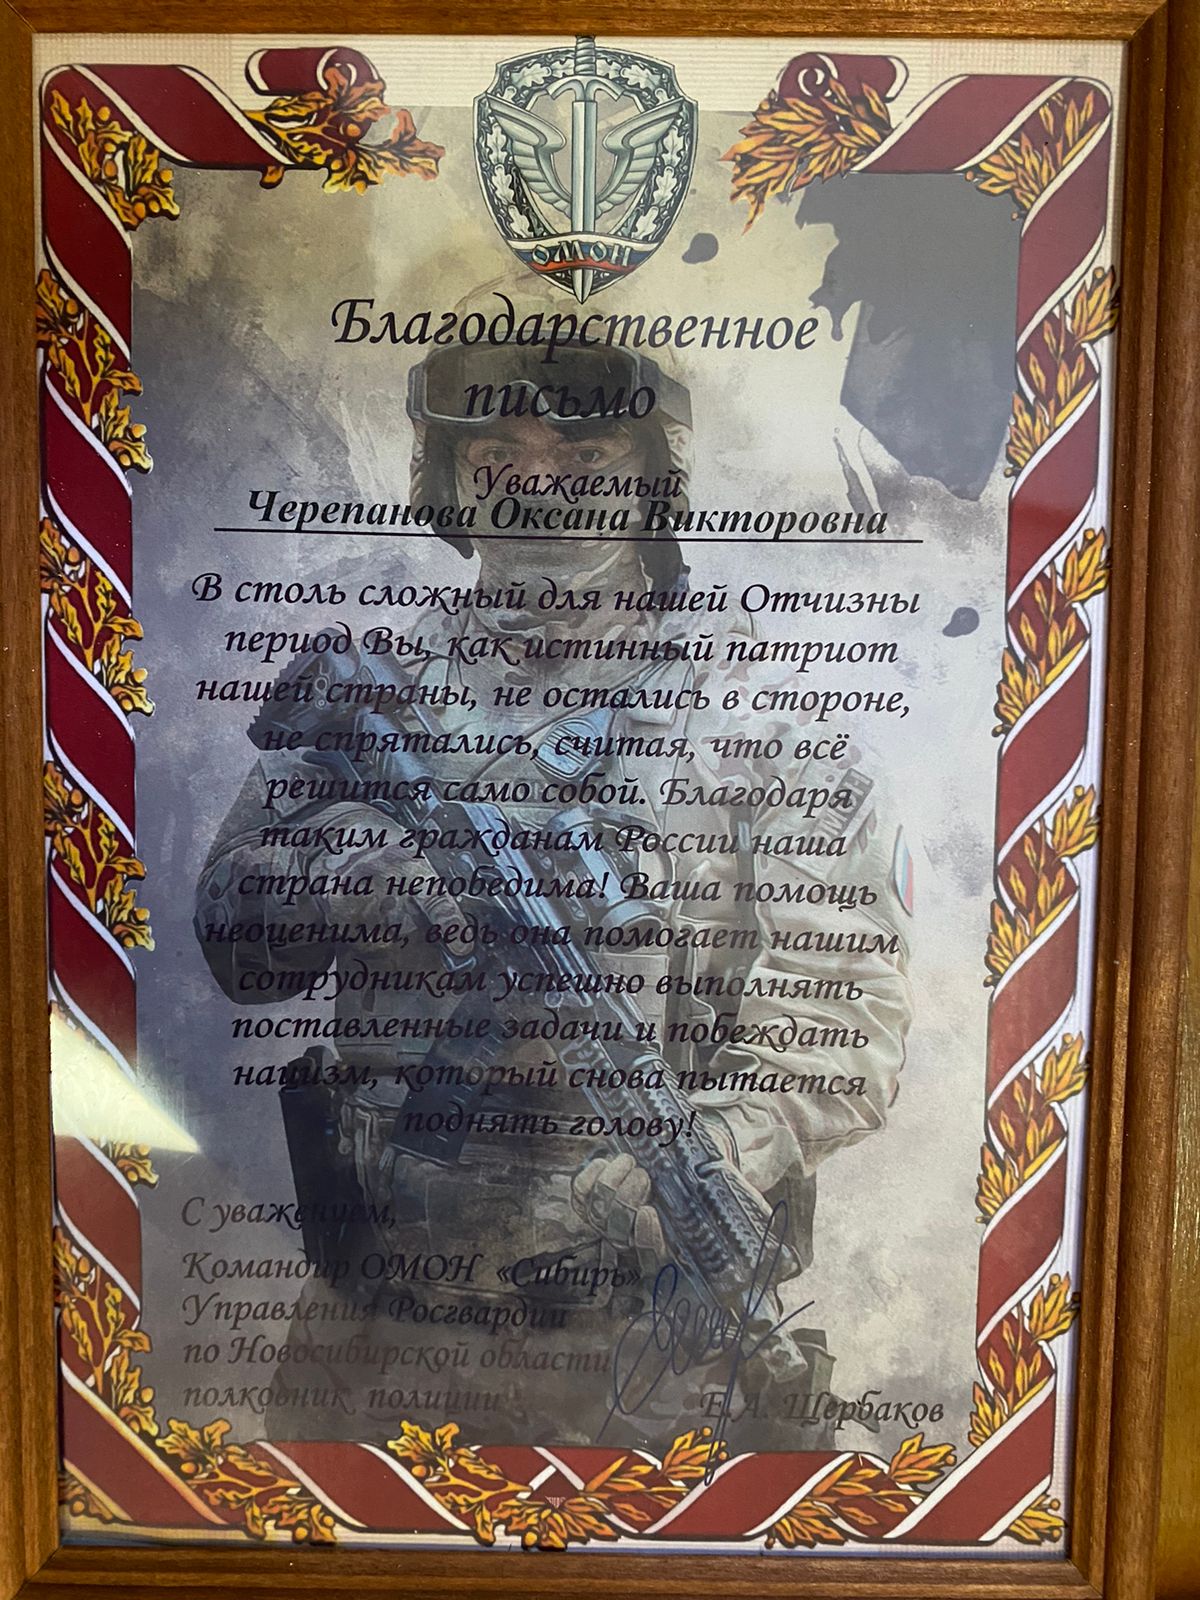 ОМОН
Благодарственное
письмо
Уважаемый
Черепанова Оксана Викторовна
В столь сложный для нашей Отчизны
период Вы, как истинный патриот
нашей страны, не остались в стороне,
не спрятались, считая, что всё
решится само собой. Благодаря
таким гражданам России наша
страна непобедима! Ваша помощь
неоценима, ведь она помогает нашим
сотрудникам успешно выполнять
поставленные задачи и побеждать
нацизм, который снова пытается
поднять голову!
С уважением,
Командир ОМОН «Сибирь»
Управления Росгвардии
по Новосибирской области
полковник полиции
Е.А. Щербаков